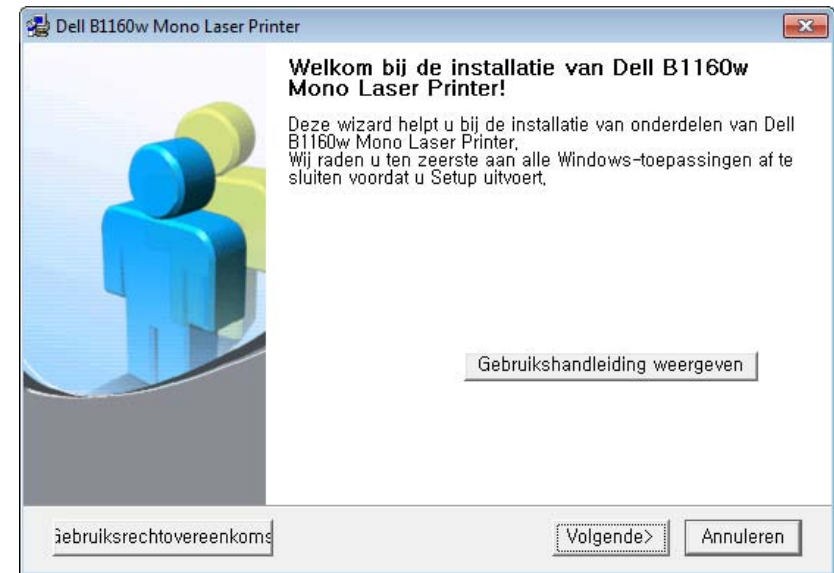 Dell B1160w Mono Laser Printer
Welkom bij de installatie van Dell B1160w
Mono Laser Printer!
Deze wizard helpt u bij de installatie van onderdelen van Dell
B1160w Mono Laser Printer,
Wij raden u ten zeerste aan alle Windows-toepassingen af te
sluiten voordat u Setup uitvoert,
Gebruikshandleiding weergeven
Gebruiksrechtovereenkoms
Volgende>
Annuleren